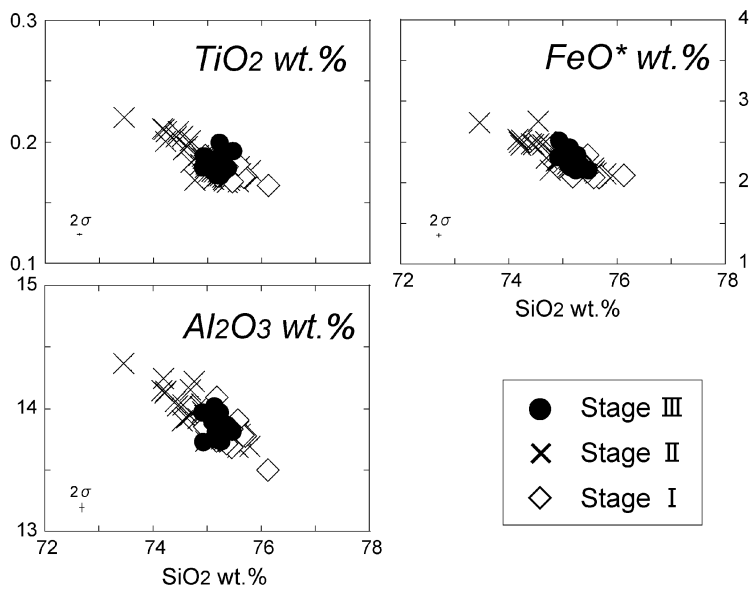 0.3
TiO2 wt.%
0.2
2σ
0.1
4
FeO* wt.%
3
2
2σ
1
72 74 76 78
SiO2 wt.%
15
Al2O3 wt.%
14
2σ
13
72 74 76 78
SiO2 wt.%
Stage Ⅲ
Stage Ⅱ
Stage Ⅰ